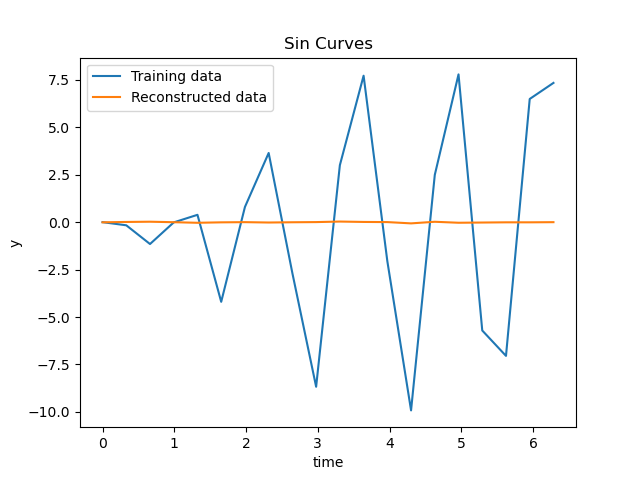 Sin Curves
Training data
Reconstructed data
7.5
5.0
2.5
0.0
−2.5
−5.0
−7.5
−10.0
y
0 1 2 3 4 5 6
time